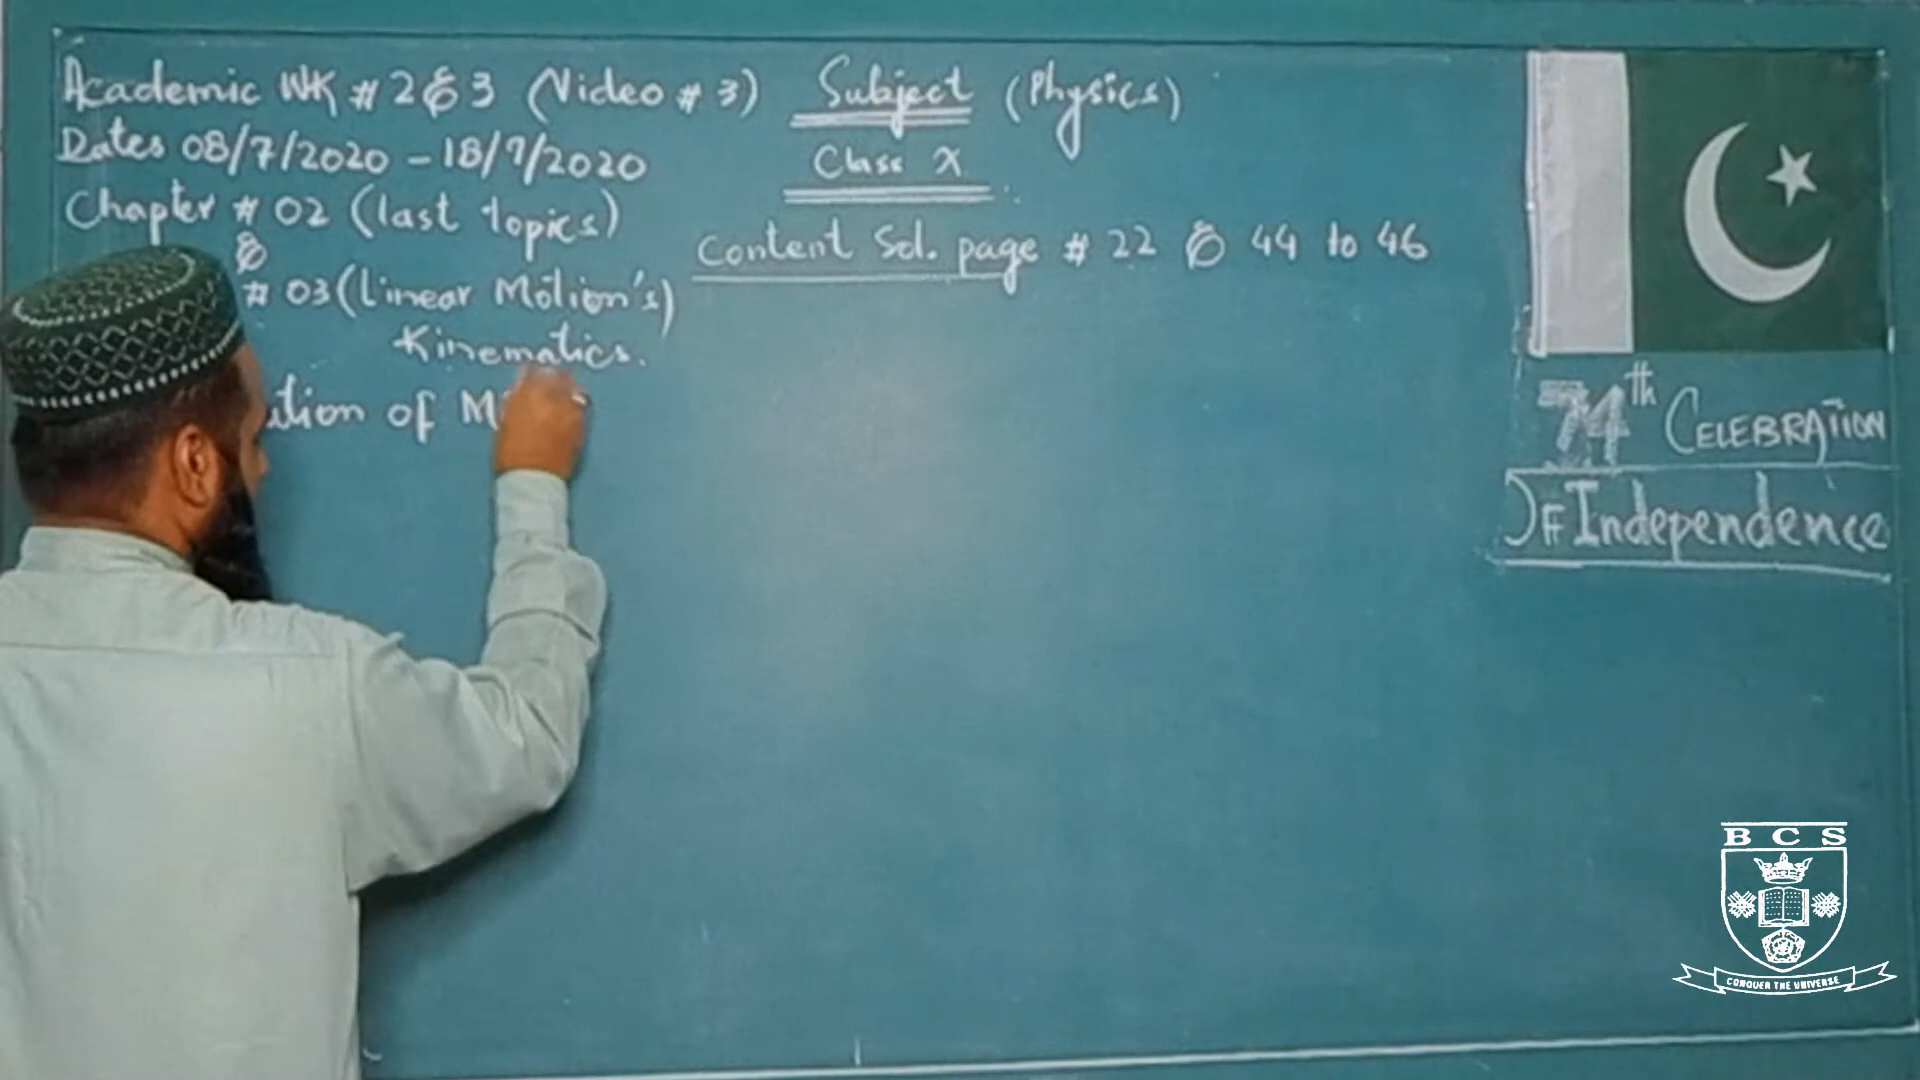 Academic WK # 2 & 3 (Video # 3) Subject (Physics)
Dates 08/7/2020 - 18/7/2020 Class X
Chapter # 02 (last topics)
&
Content Sel. page # 22 & 44 to 46
# 03 (Linear Motion's)
Kinematics.
of
74th CELEBRATION
OF Independence
BCS
CONQUER THE UNIVERSE